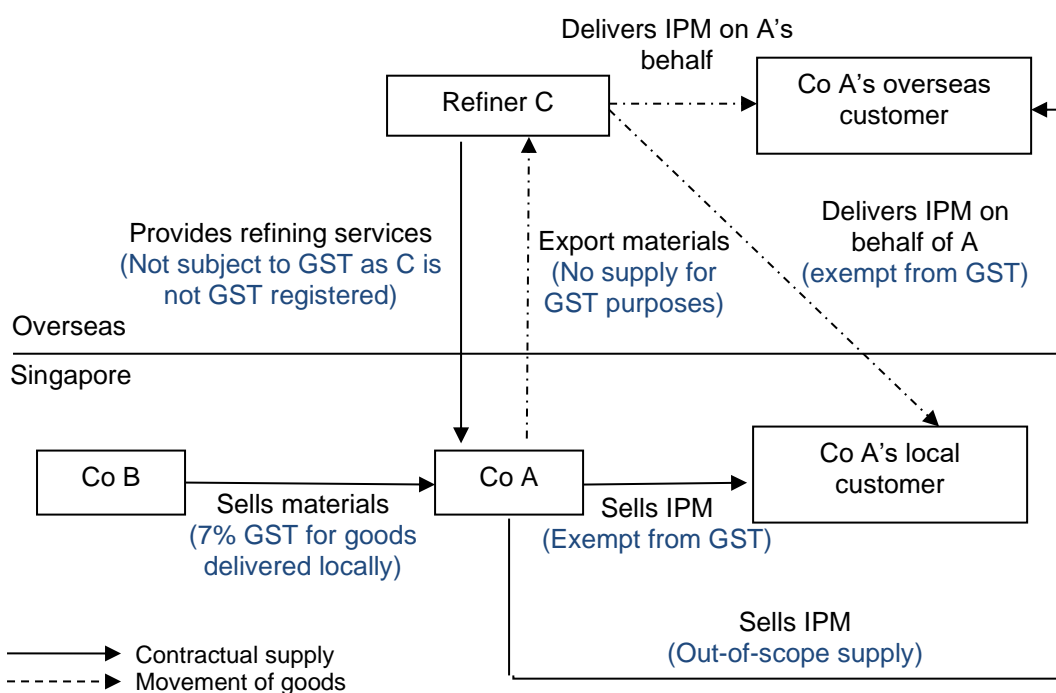 Delivers IPM on A's
behalf
Refiner C
Co A's overseas
customer
Provides refining services
(Not subject to GST as C is
not GST registered)
Export materials
(No supply for
GST purposes)
Delivers IPM on
behalf of A
(exempt from GST)
Overseas
Singapore
Co B
Co A
Co A's local
customer
Sells materials
(7% GST for goods
delivered locally)
Sells IPM
(Exempt from GST)
Sells IPM
(Out-of-scope supply)
Contractual supply
Movement of goods